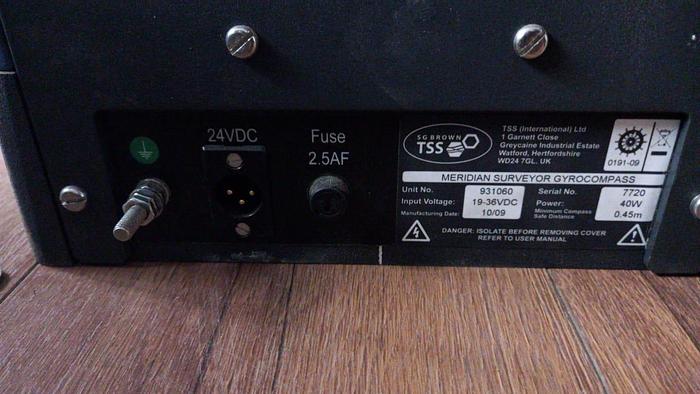 24VDC
Fuse
2.5AF
SG BROWN
TSS
TSS (International) Ltd
1 Garnett Close
Greycaine Industrial Estate
Watford, Hertfordshire
WD24 7GL. UK
0191-09
MERIDIAN SURVEYOR GYROCOMPASS
Unit No. 931060 Serial No. 7720
Input Voltage: 19-36VDC Power: 40W
Manufacturing Date: 10/09 Minimum Compass Safe Distance 0.45m
DANGER: ISOLATE BEFORE REMOVING COVER
REFER TO USER MANUAL